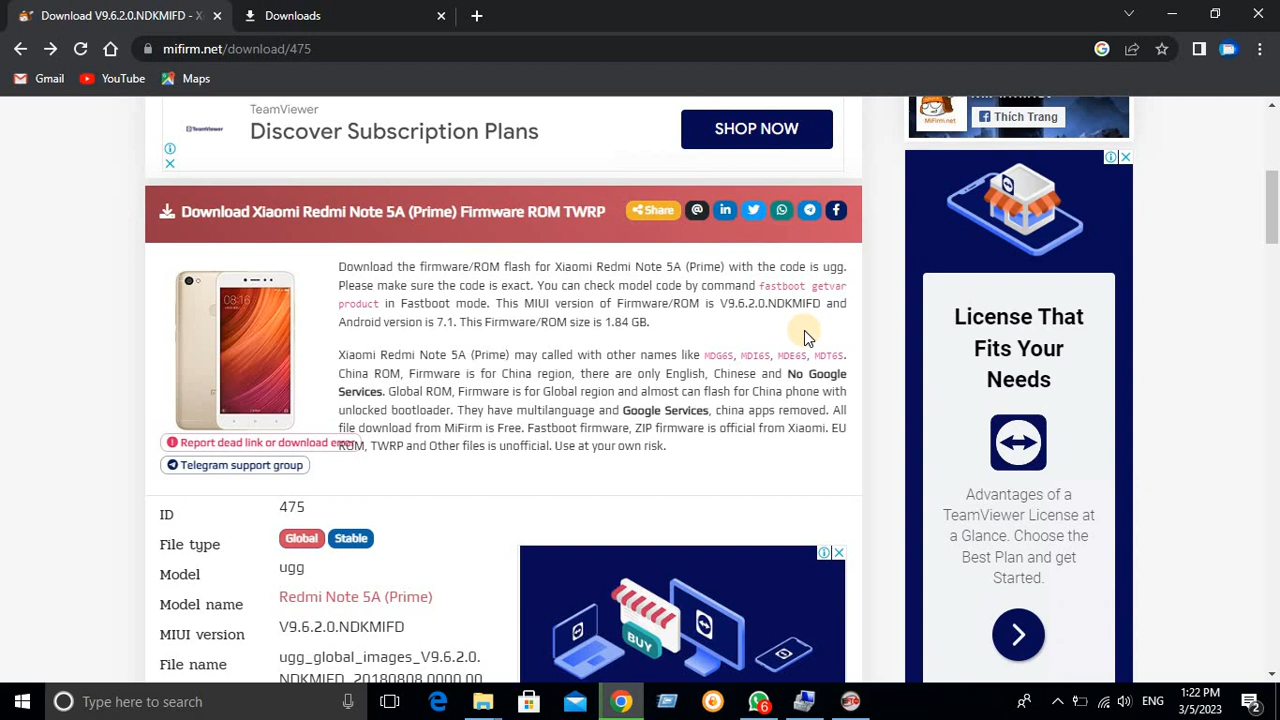 Download V9.6.2.0.NDKMIFD - X
Downloads
mifirm.net/download/475
Gmail
YouTube
Maps
TeamViewer
Discover Subscription Plans
SHOP NOW
TeamViewer
MiFirm.net
Thích Trang
Download Xiaomi Redmi Note 5A (Prime) Firmware ROM TWRP
Share
Download the firmware/ROM flash for Xiaomi Redmi Note 5A (Prime) with the code is ugg.
Please make sure the code is exact. You can check model code by command fastboot getvar
product in Fastboot mode. This MIUI version of Firmware/ROM is V9.6.2.0.NDKMIFD and
Android version is 7.1. This Firmware/ROM size is 1.84 GB.
Xiaomi Redmi Note 5A (Prime) may called with other names like MDG6S, MDI6S, MDE6S, MDT6S.
China ROM, Firmware is for China region, there are only English, Chinese and No Google
Services. Global ROM, Firmware is for Global region and almost can flash for China phone with
unlocked bootloader. They have multilanguage and Google Services, china apps removed. All
file download from MiFirm is Free. Fastboot firmware, ZIP firmware is official from Xiaomi. EU
ROM, TWRP and Other files is unofficial. Use at your own risk.
08:16
Report dead link or download error
Telegram support group
ID
475
File type
Global
Stable
Model
ugg
Model name
Redmi Note 5A (Prime)
MIUI version
V9.6.2.0.NDKMIFD
File name
ugg_global_images_V9.6.2.0.
NDKMIFD_20180808.0000.00
BUY
License That
Fits Your
Needs
Advantages of a
TeamViewer License at
a Glance. Choose the
Best Plan and get
Started.
Type here to search
6
ENG
1:22 PM
3/5/2023
2